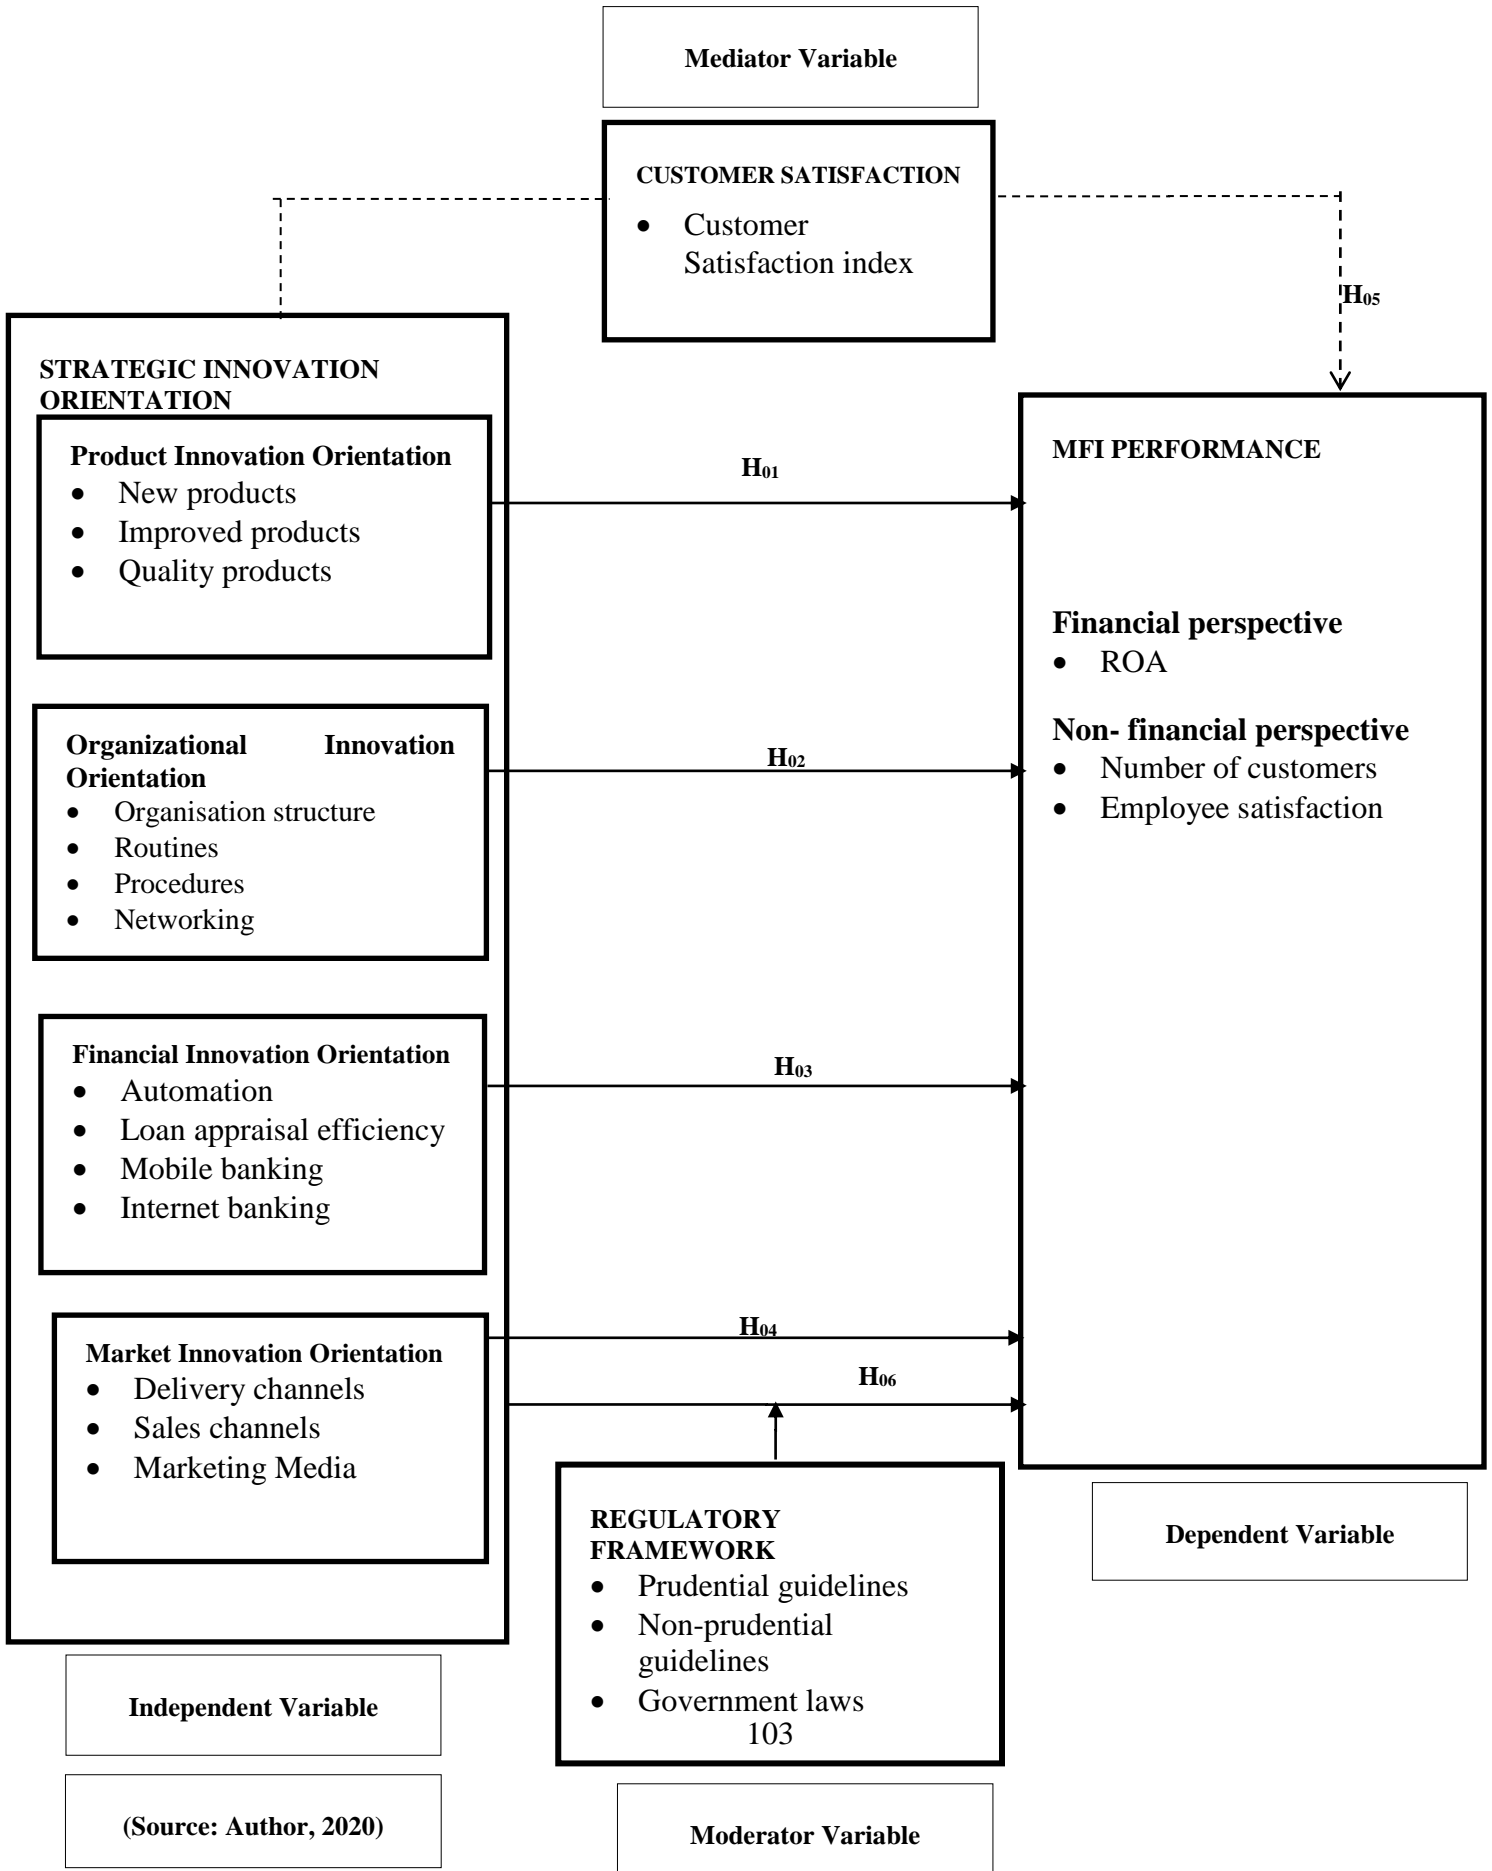 Mediator Variable
CUSTOMER SATISFACTION
• Customer
Satisfaction index
H05
STRATEGIC INNOVATION
ORIENTATION
Product Innovation Orientation
• New products
• Improved products
• Quality products
H01
MFI PERFORMANCE
Financial perspective
• ROA
Non- financial perspective
• Number of customers
• Employee satisfaction
Organizational Innovation
Orientation
• Organisation structure
• Routines
• Procedures
• Networking
H02
Financial Innovation Orientation
• Automation
• Loan appraisal efficiency
• Mobile banking
• Internet banking
H03
Market Innovation Orientation
• Delivery channels
• Sales channels
• Marketing Media
H04
H06
REGULATORY
FRAMEWORK
• Prudential guidelines
• Non-prudential
guidelines
• Government laws
103
Dependent Variable
Independent Variable
(Source: Author, 2020)
Moderator Variable